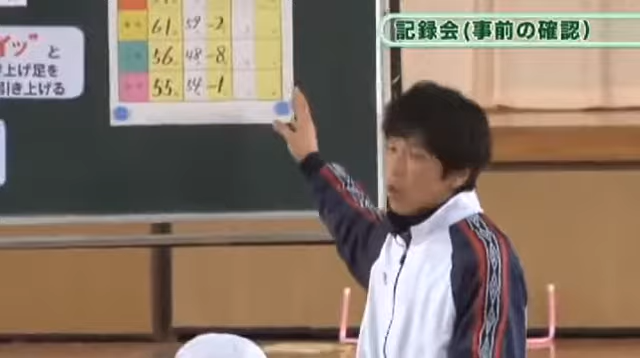 記録会(事前の確認)
イッ”と
上げ足を
引き上げる
61. 59. -2.
56. 48 -8.
55. 54. -1.